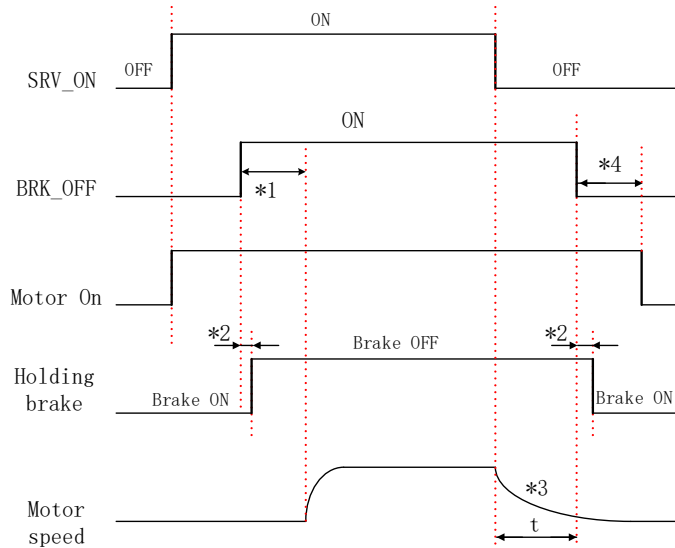 ON
OFF
OFF
SRV_ON
ON
*4
*1
BRK_OFF
Motor On
*2
*2
Brake OFF
Holding
brake
Brake ON
Brake ON
*3
Motor
speed
t